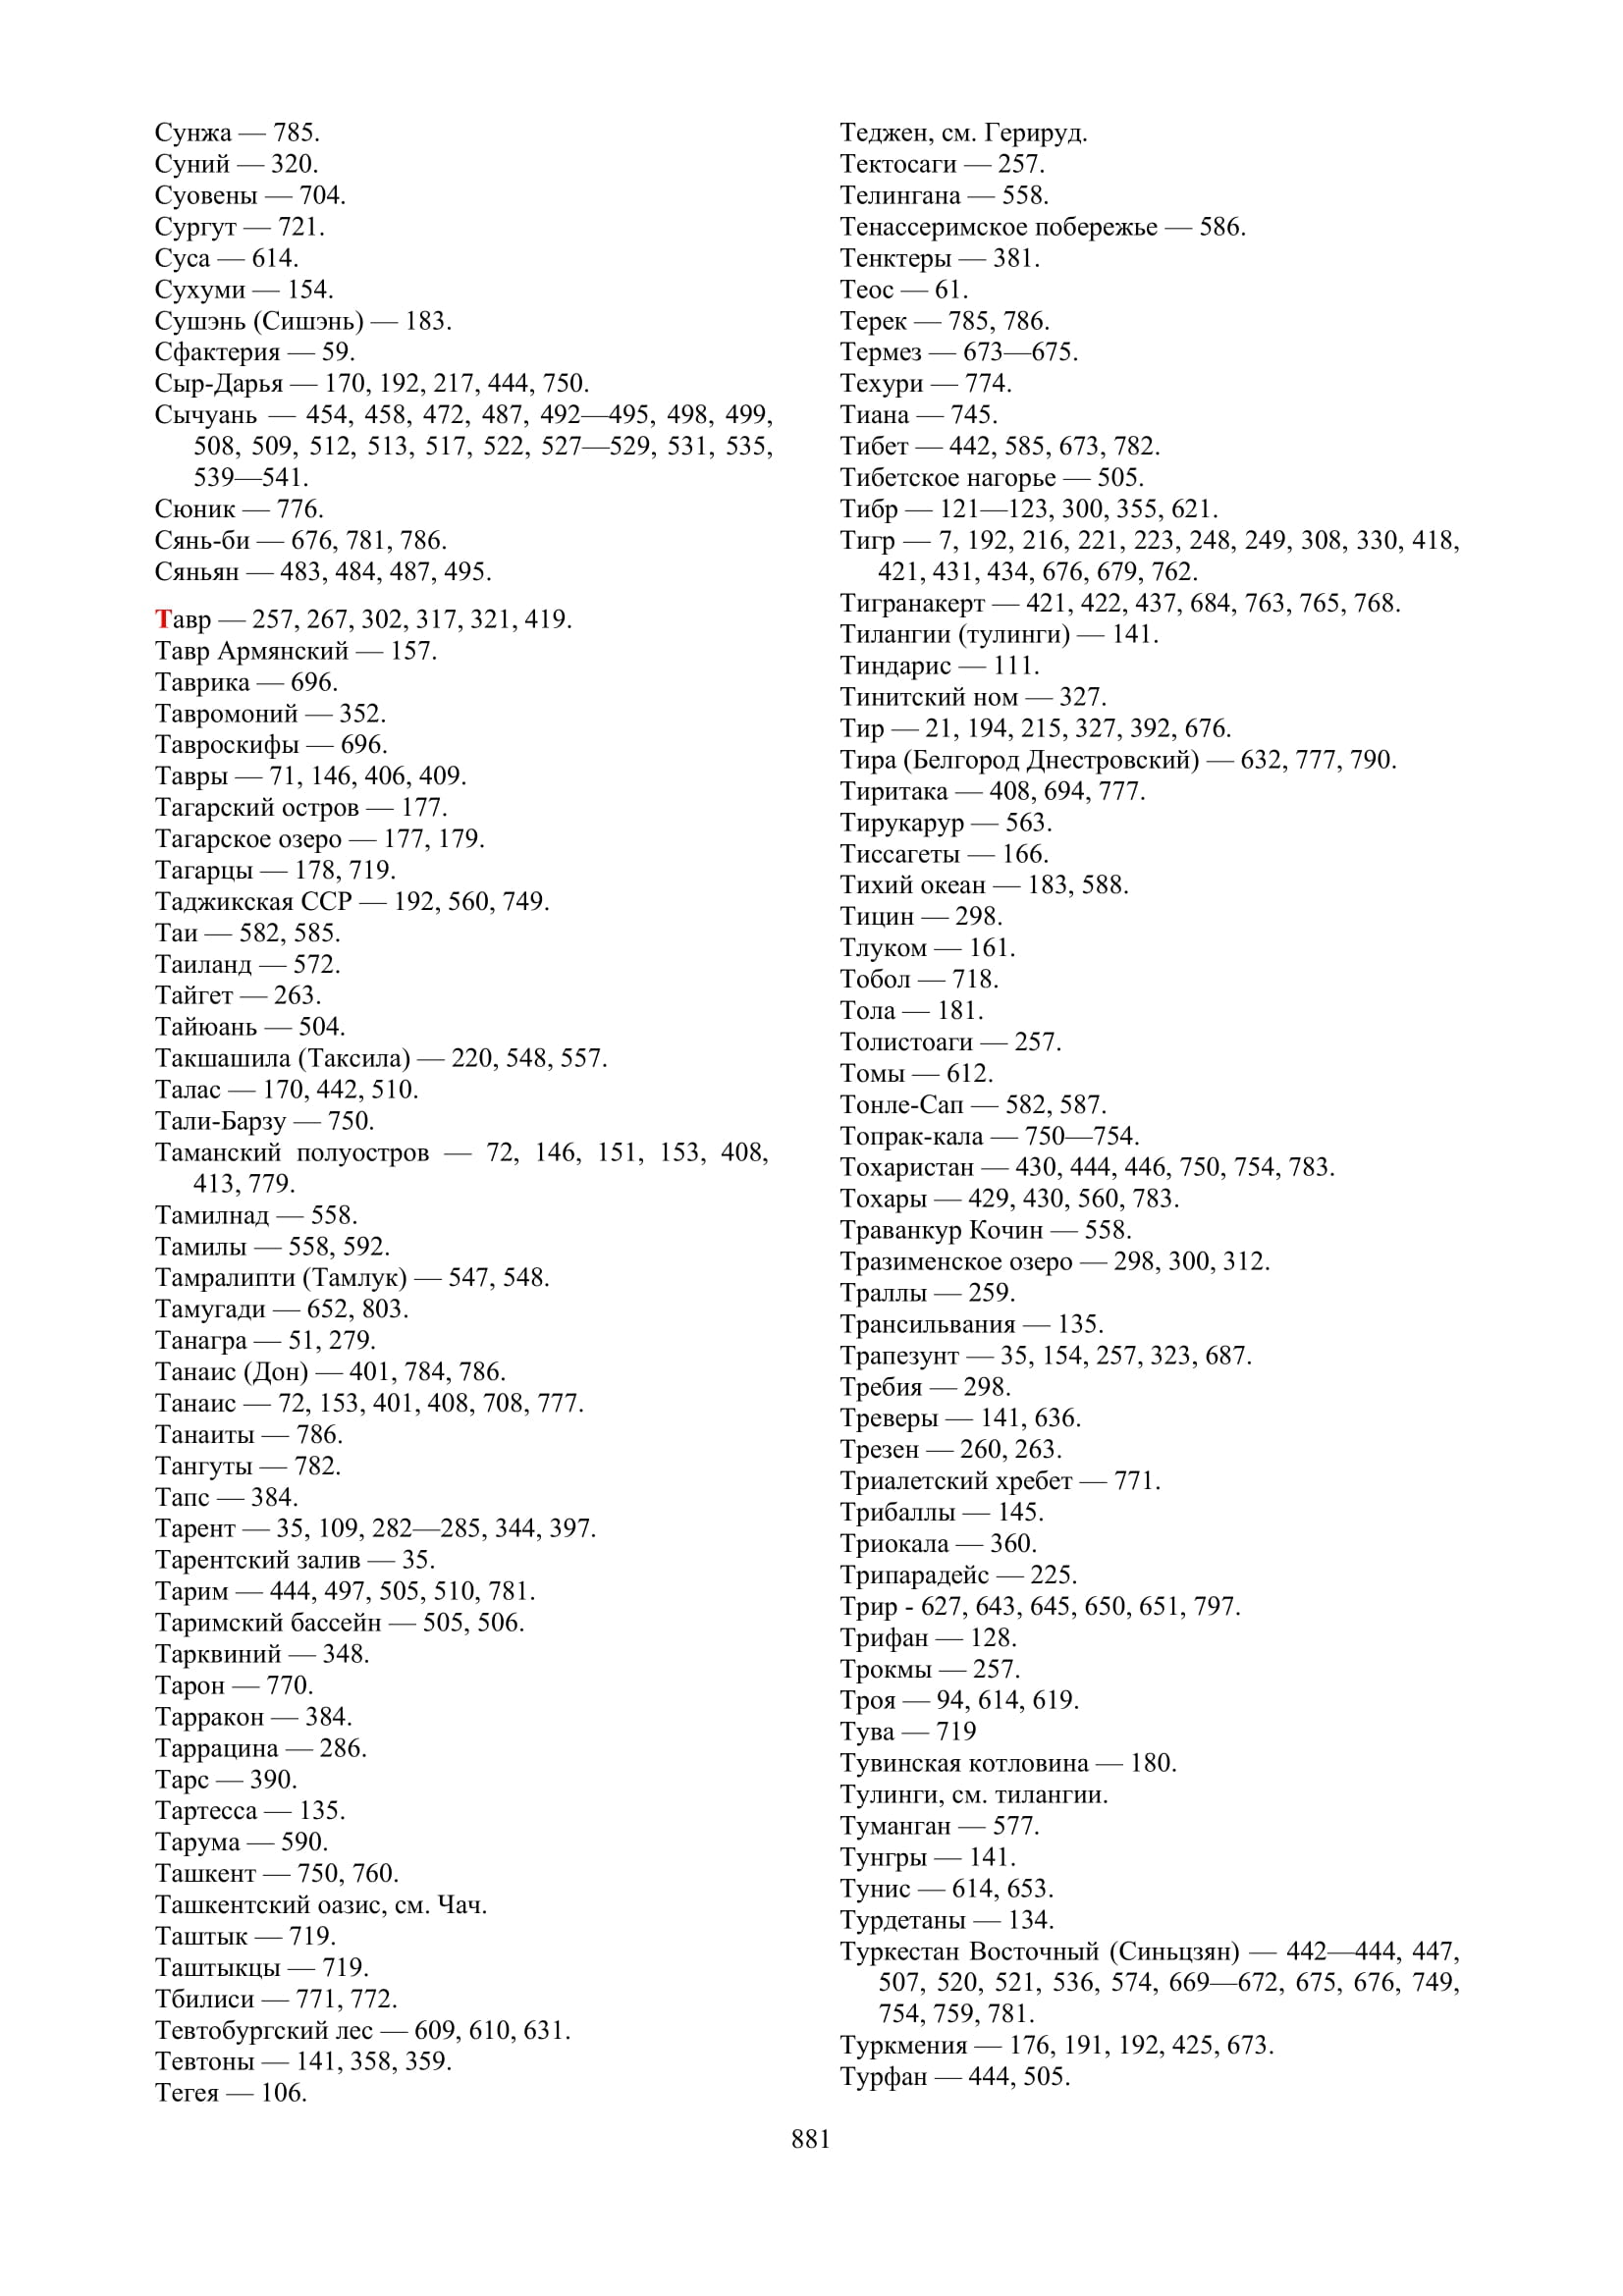 Сунжа — 785.
Суний — 320.
Суовены — 704.
Сургут — 721.
Суса — 614.
Сухуми — 154.
Сушэнь (Сишэнь) — 183.
Сфактерия — 59.
Сыр-Дарья — 170, 192, 217, 444, 750.
Сычуань — 454, 458, 472, 487, 492—495, 498, 499,
508, 509, 512, 513, 517, 522, 527—529, 531, 535,
539—541.
Сюник — 776.
Сянь-би — 676, 781, 786.
Сяньян — 483, 484, 487, 495.
Тавр — 257, 267, 302, 317, 321, 419.
Тавр Армянский — 157.
Таврика — 696.
Тавромоний — 352.
Тавроскифы — 696.
Тавры — 71, 146, 406, 409.
Тагарский остров — 177.
Тагарское озеро — 177, 179.
Тагарцы — 178, 719.
Таджикская ССР — 192, 560, 749.
Таи — 582, 585.
Таиланд — 572.
Тайгет — 263.
Тайюань — 504.
Такшашила (Таксила) — 220, 548, 557.
Талас — 170, 442, 510.
Тали-Барзу — 750.
Таманский полуостров — 72, 146, 151, 153, 408,
413, 779.
Тамилнад — 558.
Тамилы — 558, 592.
Тамралипти (Тамлук) — 547, 548.
Тамугади — 652, 803.
Танагра — 51, 279.
Танаис (Дон) — 401, 784, 786.
Танаис — 72, 153, 401, 408, 708, 777.
Танаиты — 786.
Тангуты — 782.
Тапс — 384.
Тарент — 35, 109, 282—285, 344, 397.
Тарентский залив — 35.
Тарим — 444, 497, 505, 510, 781.
Таримский бассейн — 505, 506.
Тарквиний — 348.
Тарон — 770.
Тарракон — 384.
Таррацина — 286.
Тарс — 390.
Тартесса — 135.
Тарума — 590.
Ташкент — 750, 760.
Ташкентский оазис, см. Чач.
Таштык — 719.
Таштыкцы — 719.
Тбилиси — 771, 772.
Тевтобургский лес — 609, 610, 631.
Тевтоны — 141, 358, 359.
Тегея — 106.
Теджен, см. Герируд.
Тектосаги — 257.
Телингана — 558.
Тенассеримское побережье — 586.
Тенктеры — 381.
Теос — 61.
Терек — 785, 786.
Термез — 673—675.
Техури — 774.
Тиана — 745.
Тибет — 442, 585, 673, 782.
Тибетское нагорье — 505.
Тибр — 121—123, 300, 355, 621.
Тигр — 7, 192, 216, 221, 223, 248, 249, 308, 330, 418,
421, 431, 434, 676, 679, 762.
Тигранакерт — 421, 422, 437, 684, 763, 765, 768.
Тилангии (тулинги) — 141.
Тиндарис — 111.
Тинитский ном — 327.
Тир — 21, 194, 215, 327, 392, 676.
Тира (Белгород Днестровский) — 632, 777, 790.
Тиритака — 408, 694, 777.
Тирукарур — 563.
Тиссагеты — 166.
Тихий океан — 183, 588.
Тицин — 298.
Тлуком — 161.
Тобол — 718.
Тола — 181.
Толистоаги — 257.
Томы — 612.
Тонле-Сап — 582, 587.
Топрак-кала — 750—754.
Тохаристан — 430, 444, 446, 750, 754, 783.
Тохары — 429, 430, 560, 783.
Траванкур Кочин — 558.
Тразименское озеро — 298, 300, 312.
Траллы — 259.
Трансильвания — 135.
Трапезунт — 35, 154, 257, 323, 687.
Требия — 298.
Треверы — 141, 636.
Трезен — 260, 263.
Триалетский хребет — 771.
Трибаллы — 145.
Триокала — 360.
Трипарадейс — 225.
Трир - 627, 643, 645, 650, 651, 797.
Трифан — 128.
Трокмы — 257.
Троя — 94, 614, 619.
Тува — 719
Тувинская котловина — 180.
Тулинги, см. тилангии.
Туманган — 577.
Тунгры — 141.
Тунис — 614, 653.
Турдетаны — 134.
Туркестан Восточный (Синьцзян) — 442—444, 447,
507, 520, 521, 536, 574, 669—672, 675, 676, 749,
754, 759, 781.
Туркмения — 176, 191, 192, 425, 673.
Турфан — 444, 505.
881